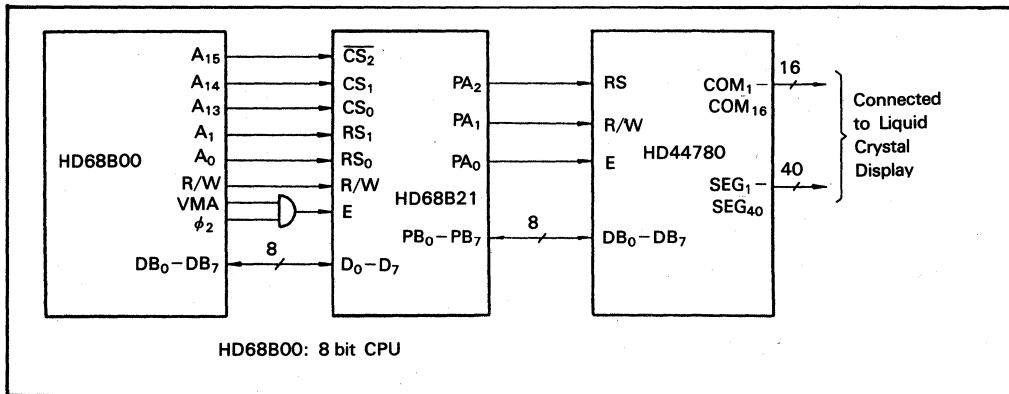 A15
A14
A13
A1
A0
HD68B00
R/W
VMA
φ2
DB0−DB7
8
CS2
CS1
CS0
RS1
RS0
R/W
E
D0−D7
HD68B21
PA2
PA1
PA0
PB0−PB7
8
RS
R/W
E
DB0−DB7
HD44780
COM1−
COM16
SEG1−
SEG40
16
40
Connected
to Liquid
Crystal
Display
HD68B00: 8 bit CPU